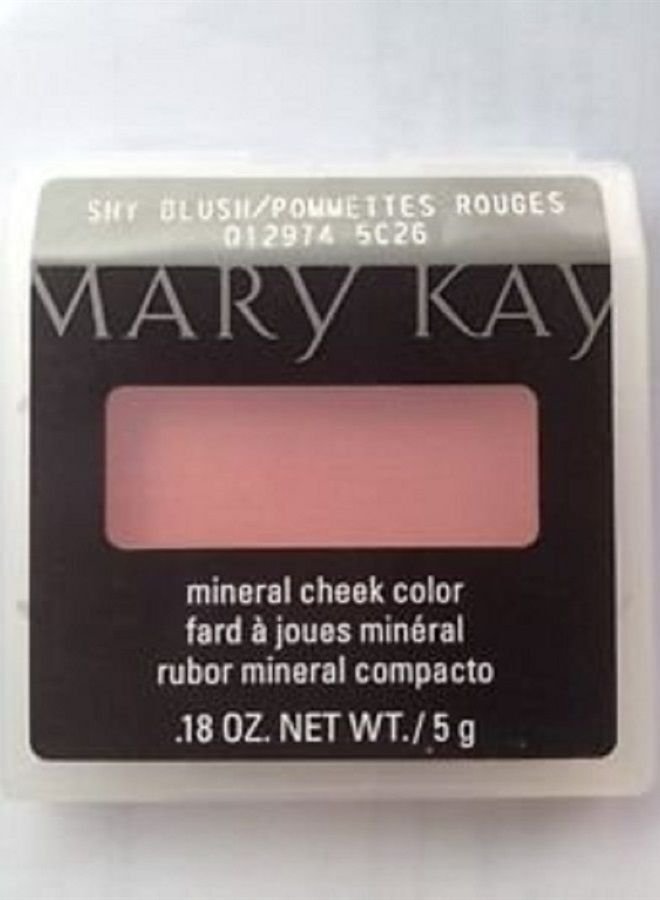 SHY BLUSH/POMMETTES ROUGES
012974 5C26
MARY KAY
mineral cheek color
fard à joues minéral
rubor mineral compacto
.18 OZ. NET WT./ 5 g